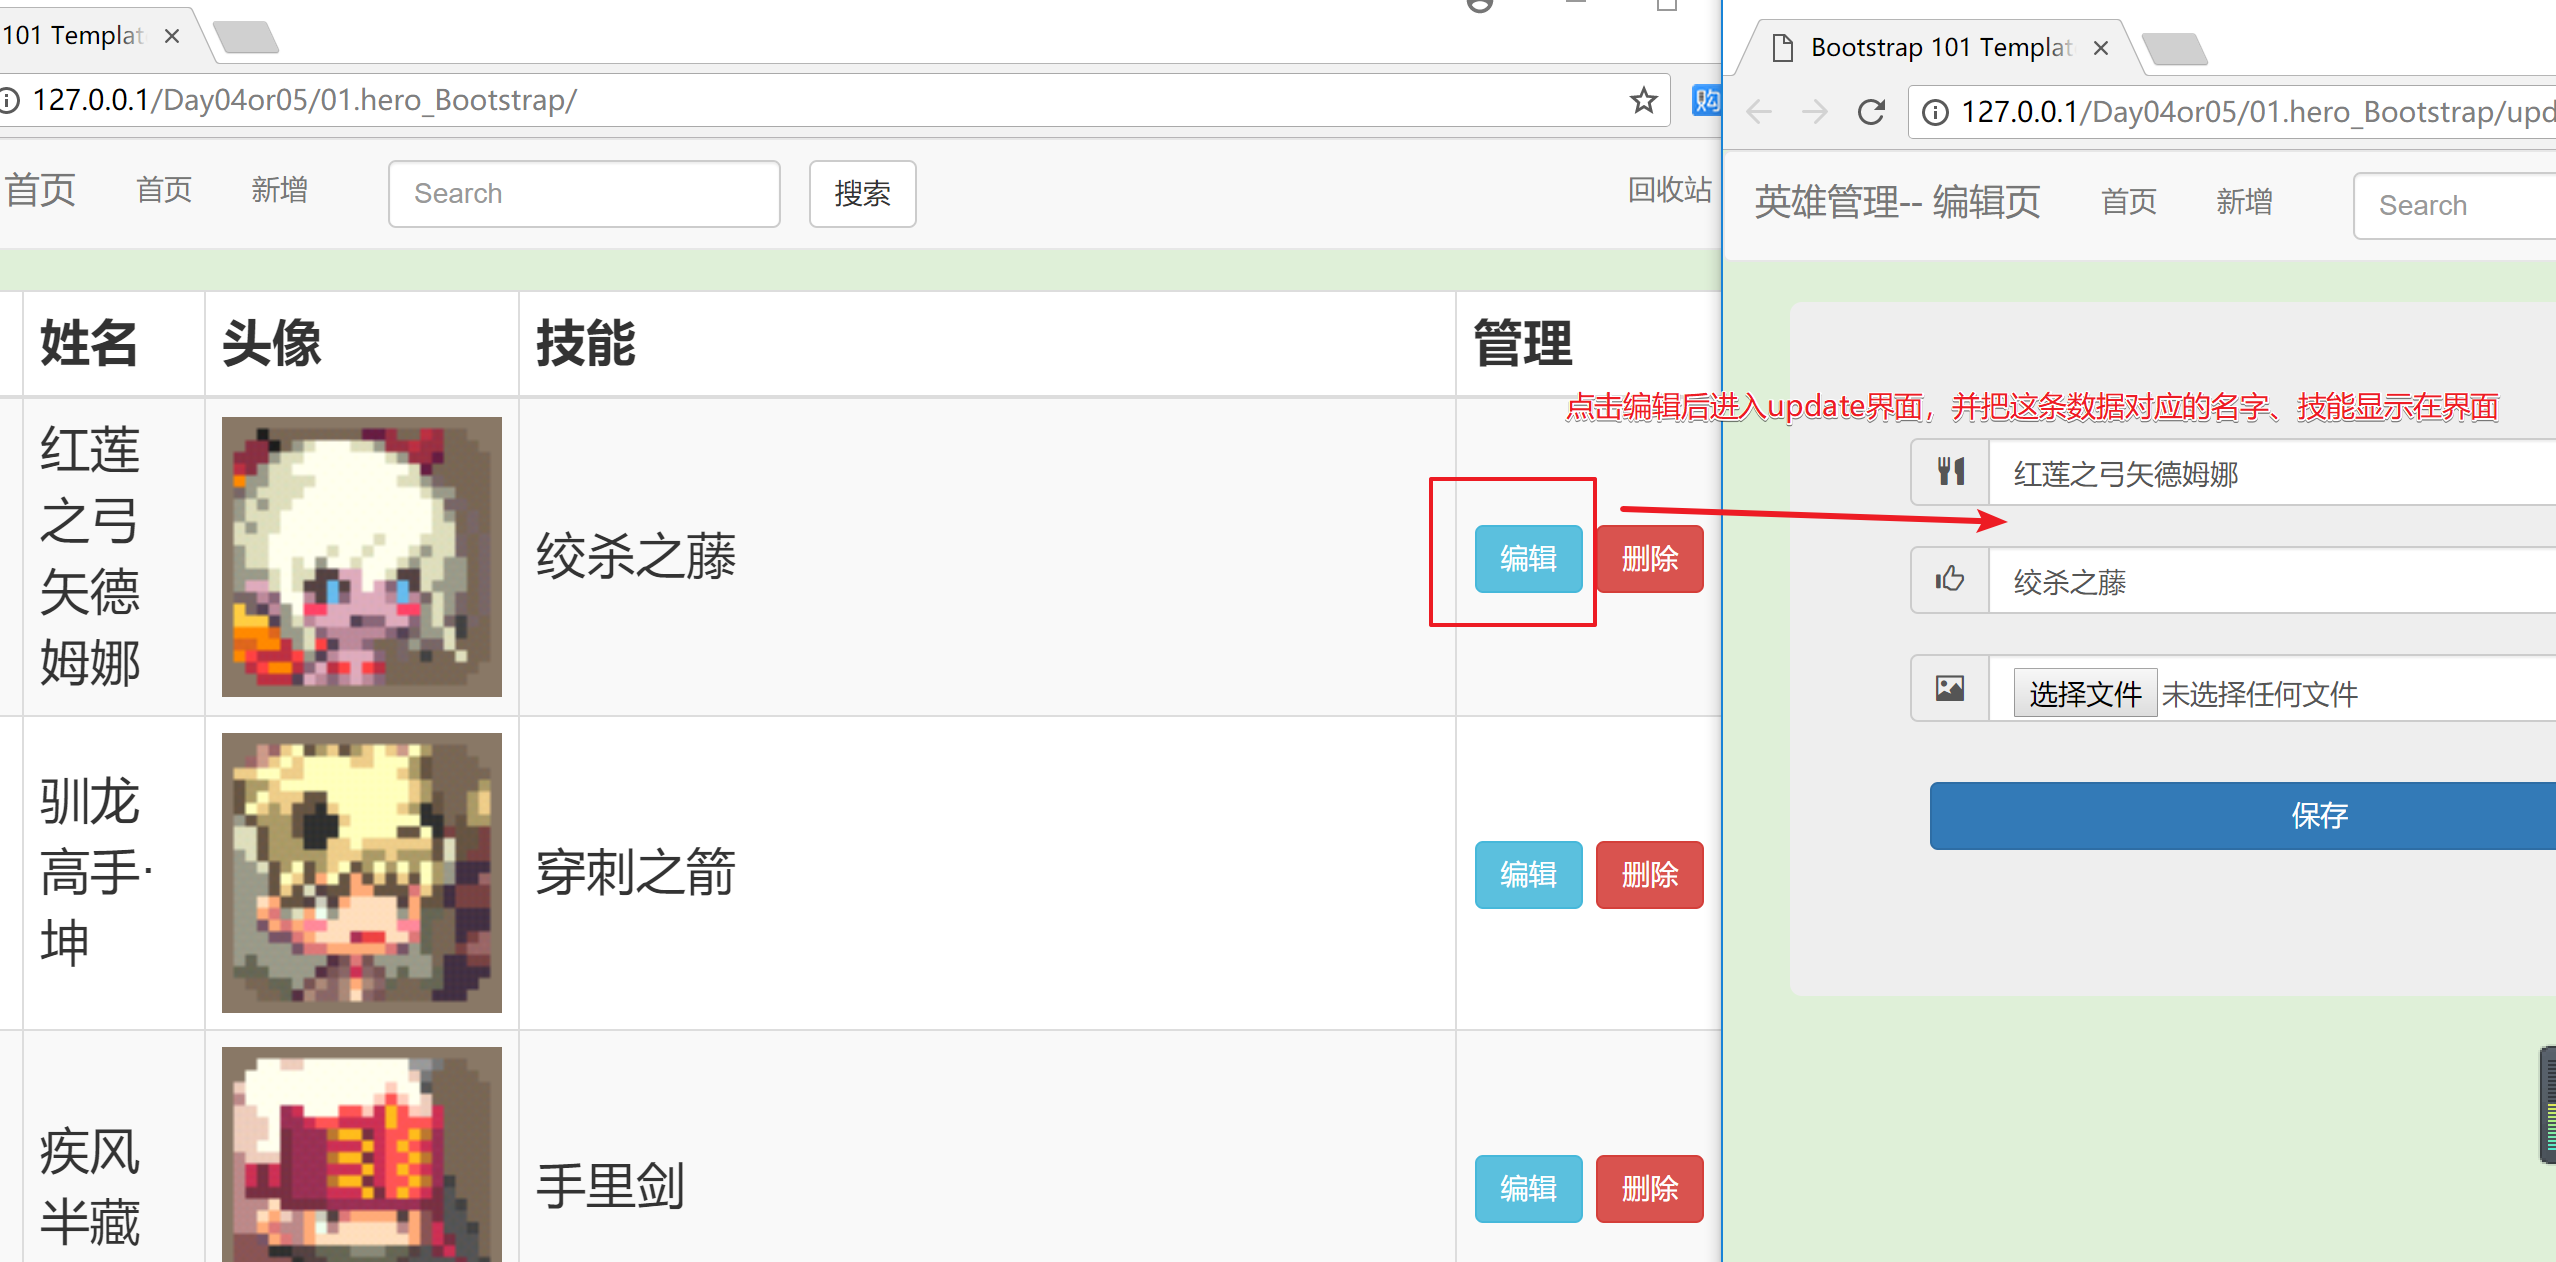 101 Templat
127.0.0.1/Day04or05/01.hero_Bootstrap/
购
首页
首页
新增
Search
搜索
回收站
姓名
头像
技能
管理
红莲
之弓
矢德
姆娜
绞杀之藤
编辑
删除
驯龙
高手·
坤
穿刺之箭
编辑
删除
疾风
半藏
手里剑
编辑
删除
Bootstrap 101 Templat
127.0.0.1/Day04or05/01.hero_Bootstrap/upd
英雄管理-- 编辑页
首页
新增
Search
点击编辑后进入update界面，并把这条数据对应的名字、技能显示在界面
红莲之弓矢德姆娜
绞杀之藤
选择文件 未选择任何文件
保存